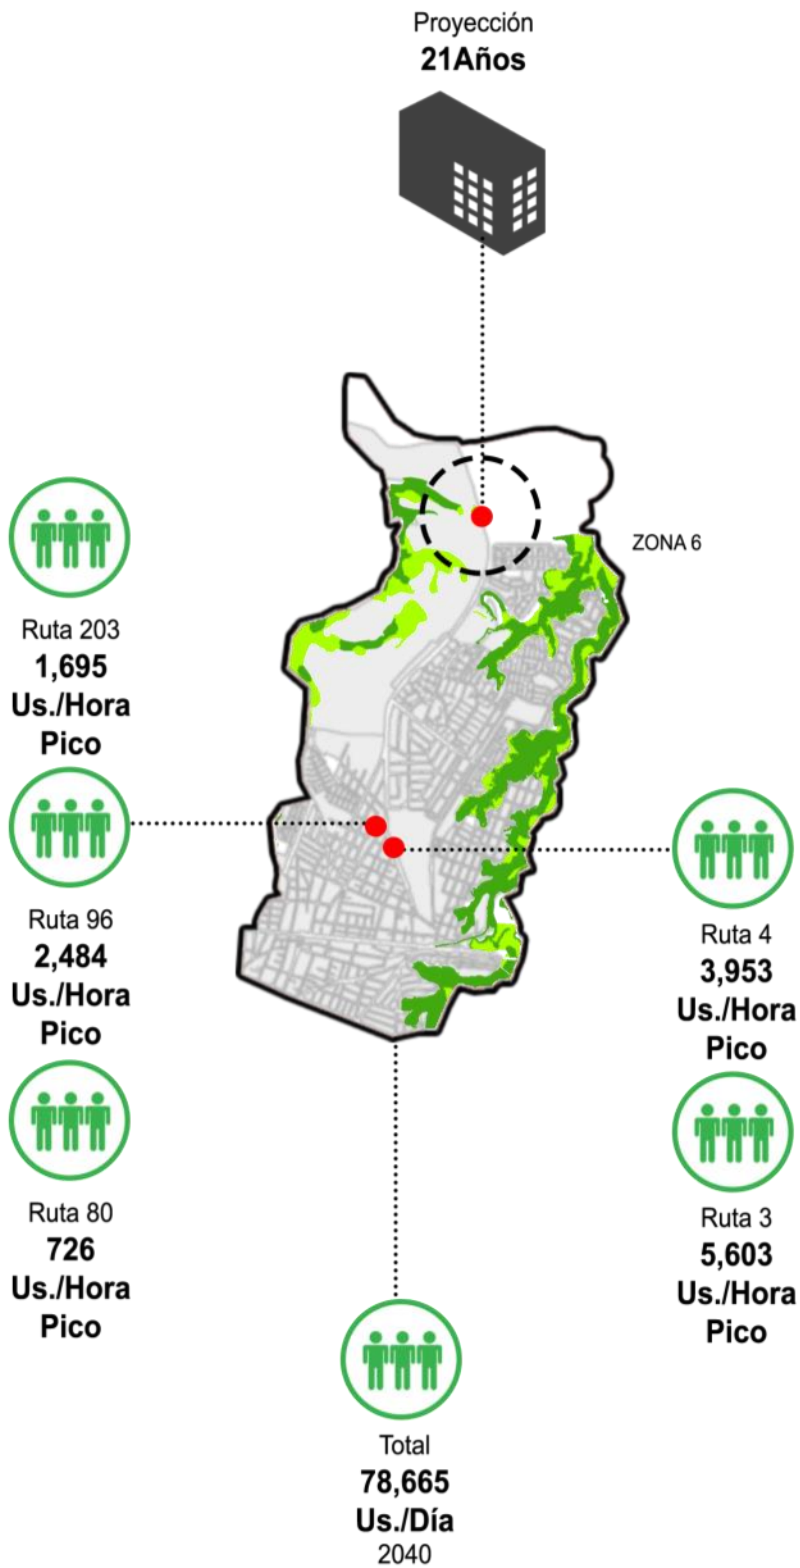 Proyección
21Años
ZONA 6
Ruta 203
1,695
Us./Hora
Pico
Ruta 96
2,484
Us./Hora
Pico
Ruta 80
726
Us./Hora
Pico
Ruta 4
3,953
Us./Hora
Pico
Ruta 3
5,603
Us./Hora
Pico
Total
78,665
Us./Día
2040